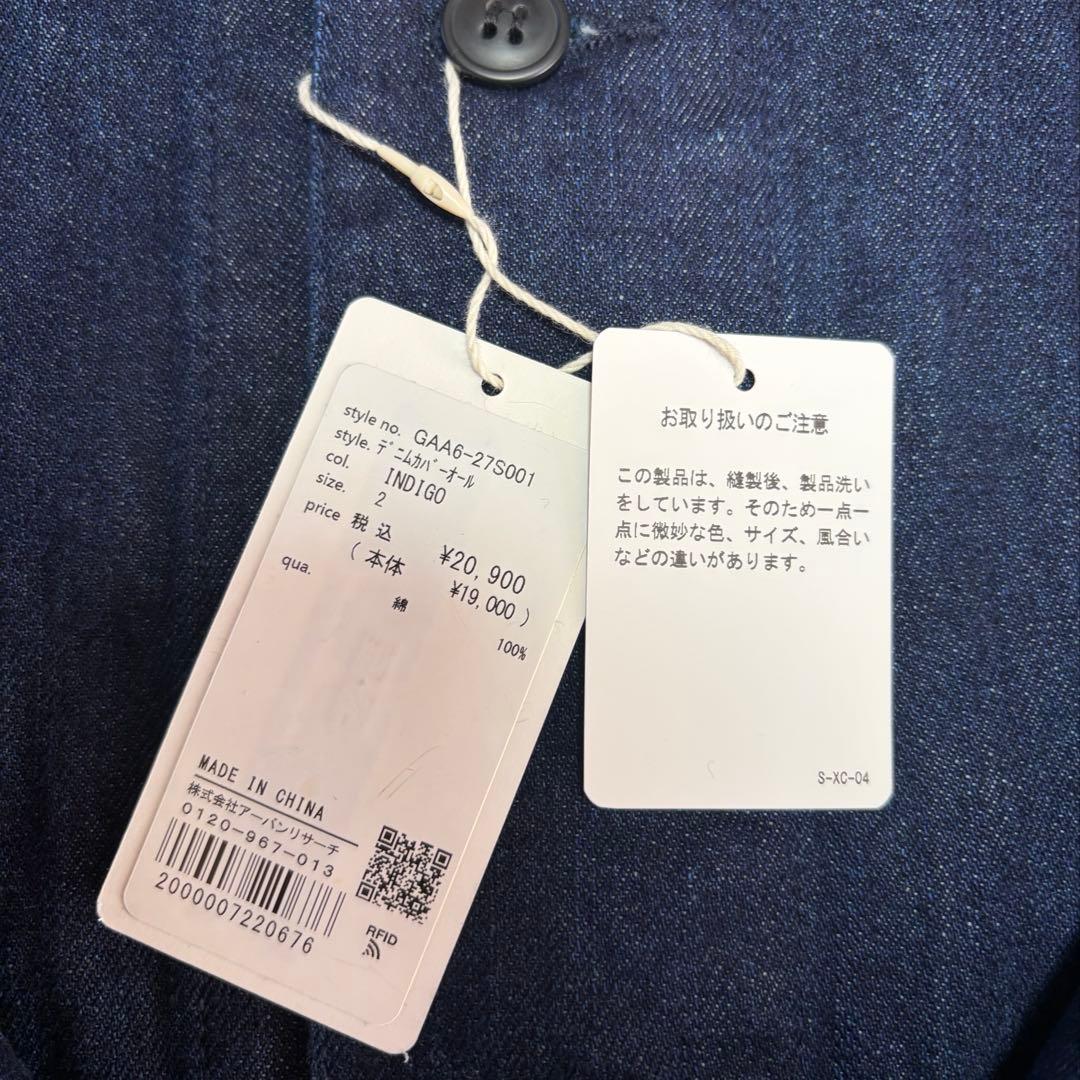 style no. GAA6-27S001
style. ﾃﾞﾆﾑｶﾊﾞｰｵｰﾙ
col. INDIGO
size. 2
price 税 込 ¥20,900
( 本体 ¥19,000 )
qua.
綿
100%
MADE IN CHINA
株式会社アーバンリサーチ
0120-967-013
2000007220676
RFID
お取り扱いのご注意
この製品は、縫製後、製品洗い
をしています。そのため一点一
点に微妙な色、サイズ、風合い
などの違いがあります。
S-XC-04